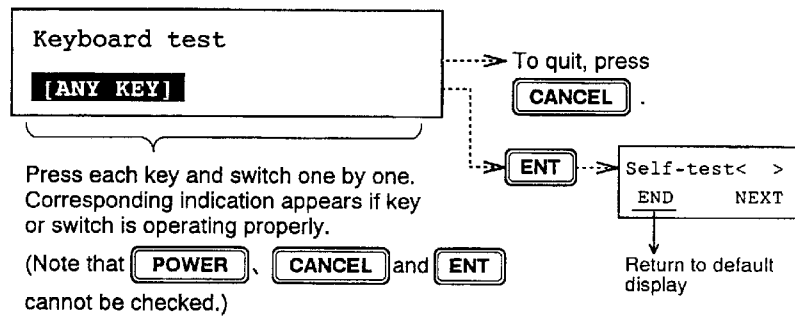 Keyboard test
[ANY KEY]
To quit, press
CANCEL .
ENT
Self-test< >
END NEXT
Return to default
display
Press each key and switch one by one.
Corresponding indication appears if key
or switch is operating properly.
(Note that POWER 、 CANCEL and ENT
cannot be checked.)